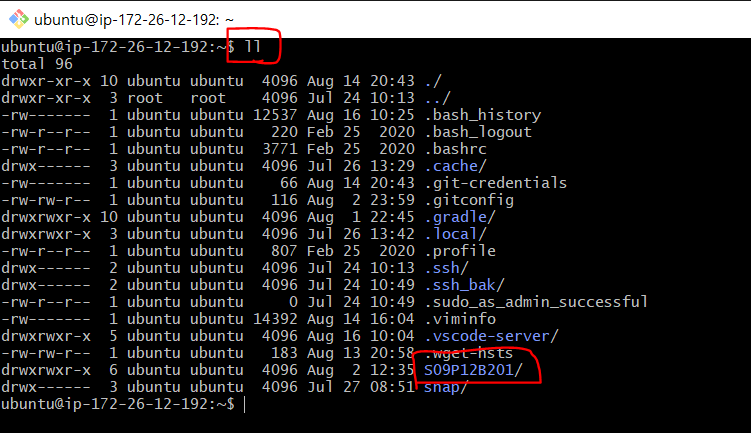 ubuntu@ip-172-26-12-192: ~
ubuntu@ip-172-26-12-192:~$ ll
total 96
drwxr-xr-x 10 ubuntu ubuntu  4096 Aug 14 20:43 ./
drwxr-xr-x  3 root   root    4096 Jul 24 10:13 ../
-rw-------  1 ubuntu ubuntu 12537 Aug 16 10:25 .bash_history
-rw-r--r--  1 ubuntu ubuntu   220 Feb 25  2020 .bash_logout
-rw-r--r--  1 ubuntu ubuntu  3771 Feb 25  2020 .bashrc
drwx------  3 ubuntu ubuntu  4096 Jul 26 13:29 .cache/
-rw-------  1 ubuntu ubuntu    66 Aug 14 20:43 .git-credentials
-rw-rw-r--  1 ubuntu ubuntu   116 Aug  2 23:59 .gitconfig
drwxrwxr-x 10 ubuntu ubuntu  4096 Aug  1 22:45 .gradle/
drwxrwxr-x  3 ubuntu ubuntu  4096 Jul 26 13:42 .local/
-rw-r--r--  1 ubuntu ubuntu   807 Feb 25  2020 .profile
drwx------  2 ubuntu ubuntu  4096 Jul 24 10:13 .ssh/
drwx------  2 ubuntu ubuntu  4096 Jul 24 10:49 .ssh_bak/
-rw-r--r--  1 ubuntu ubuntu     0 Jul 24 10:49 .sudo_as_admin_successful
-rw-------  1 ubuntu ubuntu 14392 Aug 14 16:04 .viminfo
drwxrwxr-x  5 ubuntu ubuntu  4096 Aug 16 10:04 .vscode-server/
-rw-rw-r--  1 ubuntu ubuntu   183 Aug 13 20:58 .wget-hsts
drwxrwxr-x  6 ubuntu ubuntu  4096 Aug  2 12:35 S09P12B201/
drwx------  3 ubuntu ubuntu  4096 Jul 27 08:51 snap/
ubuntu@ip-172-26-12-192:~$